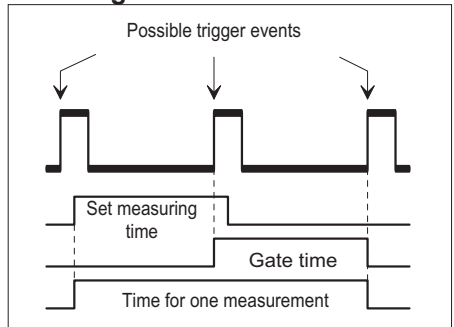 Possible trigger events
Set measuring
time
Gate time
Time for one measurement